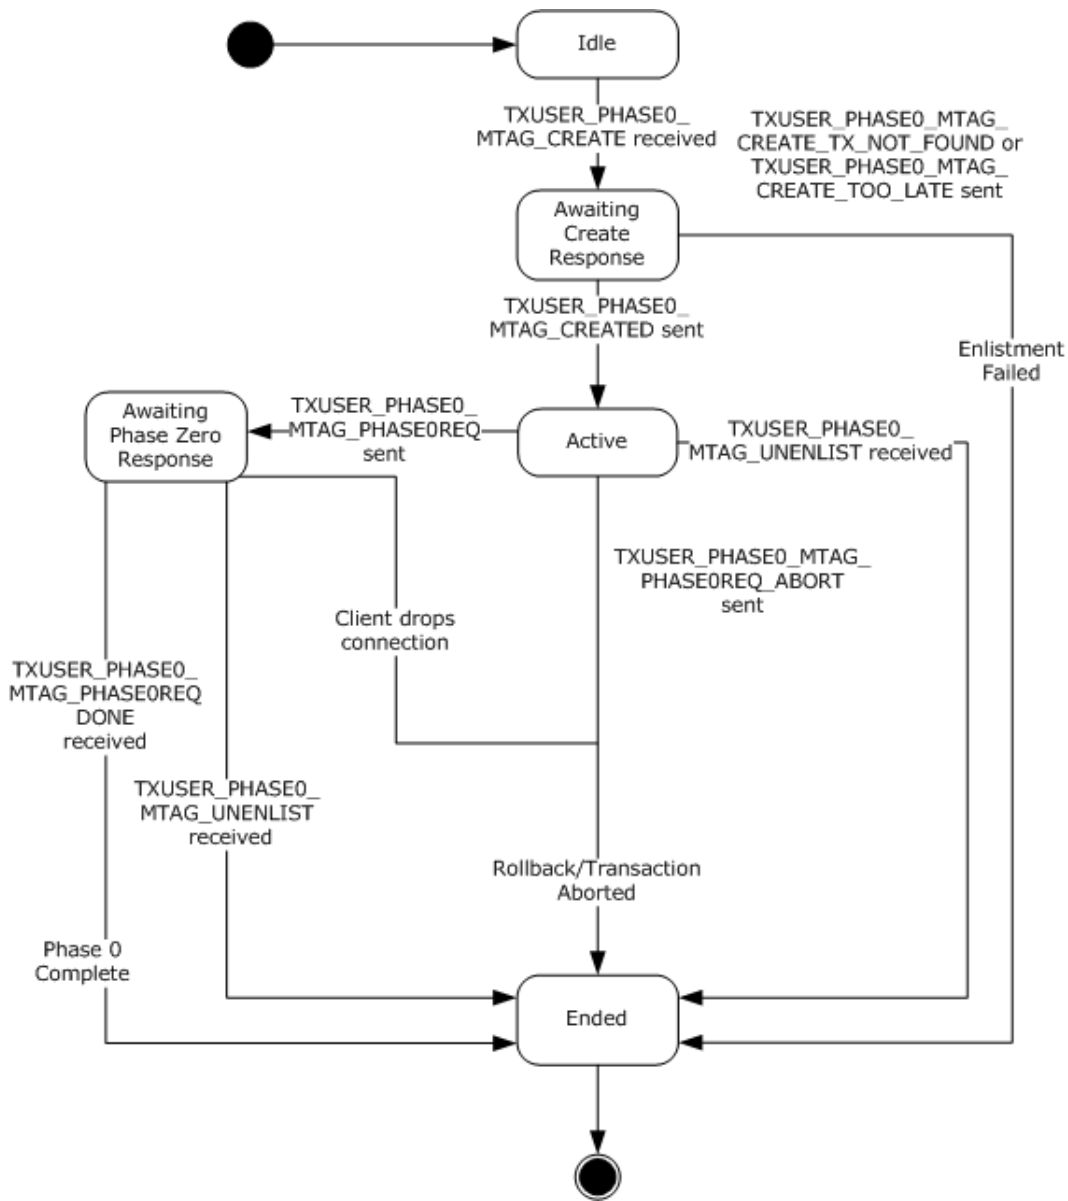 Idle
TXUSER_PHASE0_
MTAG_CREATE received
TXUSER_PHASE0_MTAG_
CREATE_TX_NOT_FOUND or
TXUSER_PHASE0_MTAG_
CREATE_TOO_LATE sent
Awaiting
Create
Response
TXUSER_PHASE0_
MTAG_CREATED sent
Enlistment
Failed
Awaiting
Phase Zero
Response
TXUSER_PHASE0_
MTAG_PHASE0REQ
sent
Active
TXUSER_PHASE0_
MTAG_UNENLIST received
TXUSER_PHASE0_MTAG_
PHASE0REQ_ABORT
sent
Client drops
connection
TXUSER_PHASE0_
MTAG_PHASE0REQ
DONE
received
TXUSER_PHASE0_
MTAG_UNENLIST
received
Rollback/Transaction
Aborted
Phase 0
Complete
Ended